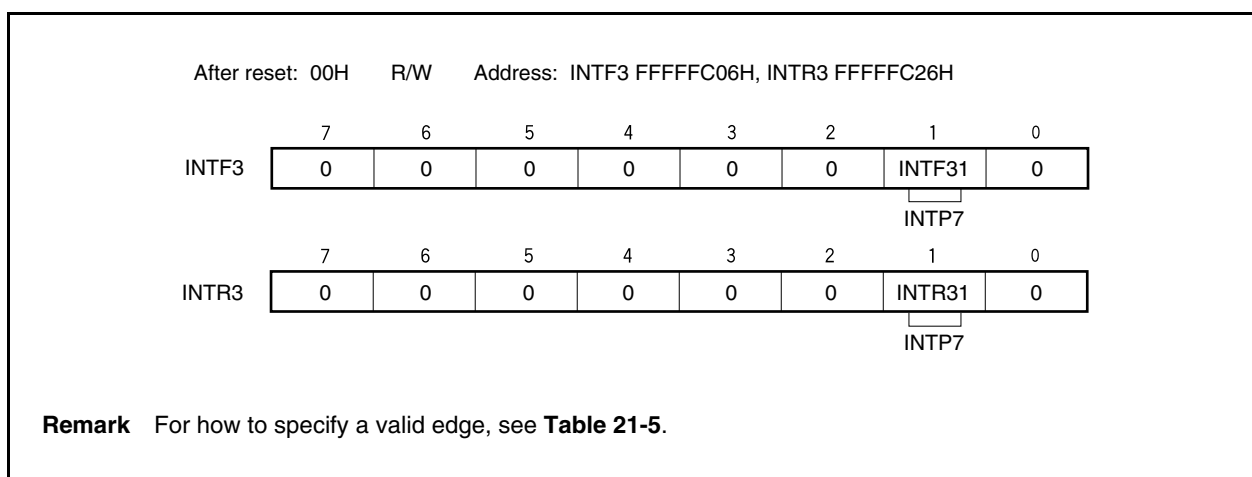 After reset: 00H R/W Address: INTF3 FFFFFC06H, INTR3 FFFFFC26H
7 6 5 4 3 2 1 0
INTF3 0 0 0 0 0 0 INTF31 0
INTP7
7 6 5 4 3 2 1 0
INTR3 0 0 0 0 0 0 INTR31 0
INTP7
Remark For how to specify a valid edge, see Table 21-5.